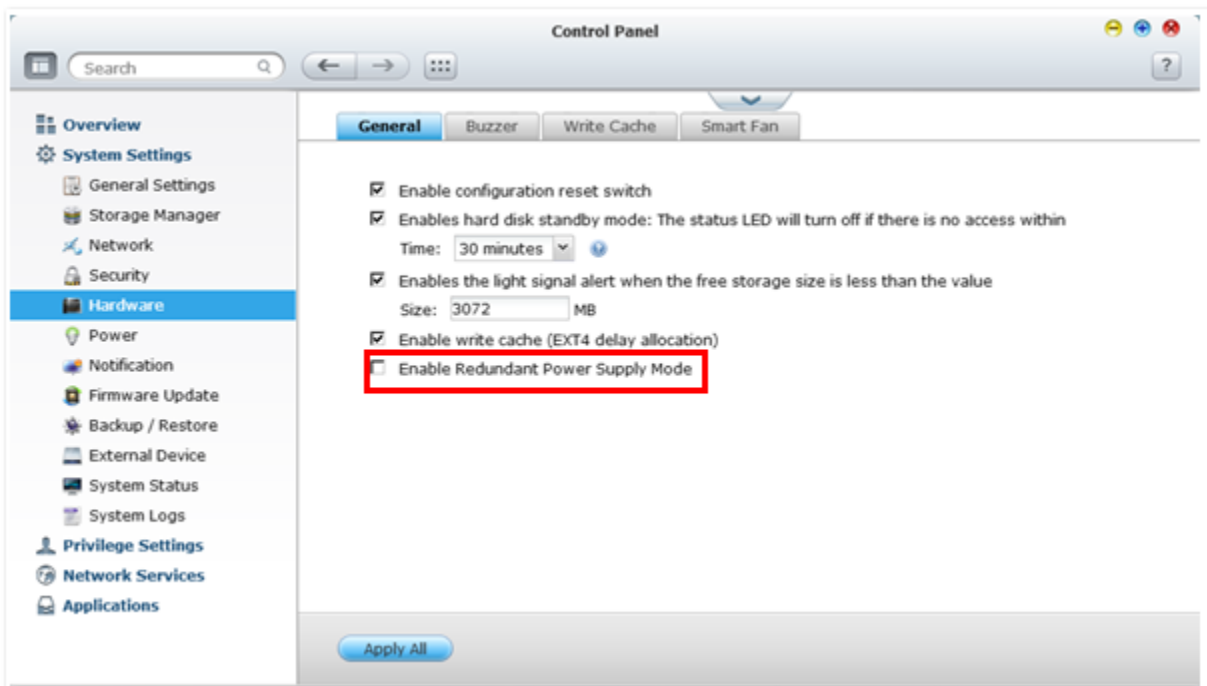 Control Panel
Search
?
Overview
System Settings
General Settings
Storage Manager
Network
Security
Hardware
Power
Notification
Firmware Update
Backup / Restore
External Device
System Status
System Logs
Privilege Settings
Network Services
Applications
General Buzzer Write Cache Smart Fan
Enable configuration reset switch
Enables hard disk standby mode: The status LED will turn off if there is no access within
Time: 30 minutes
Enables the light signal alert when the free storage size is less than the value
Size: 3072 MB
Enable write cache (EXT4 delay allocation)
Enable Redundant Power Supply Mode
Apply All